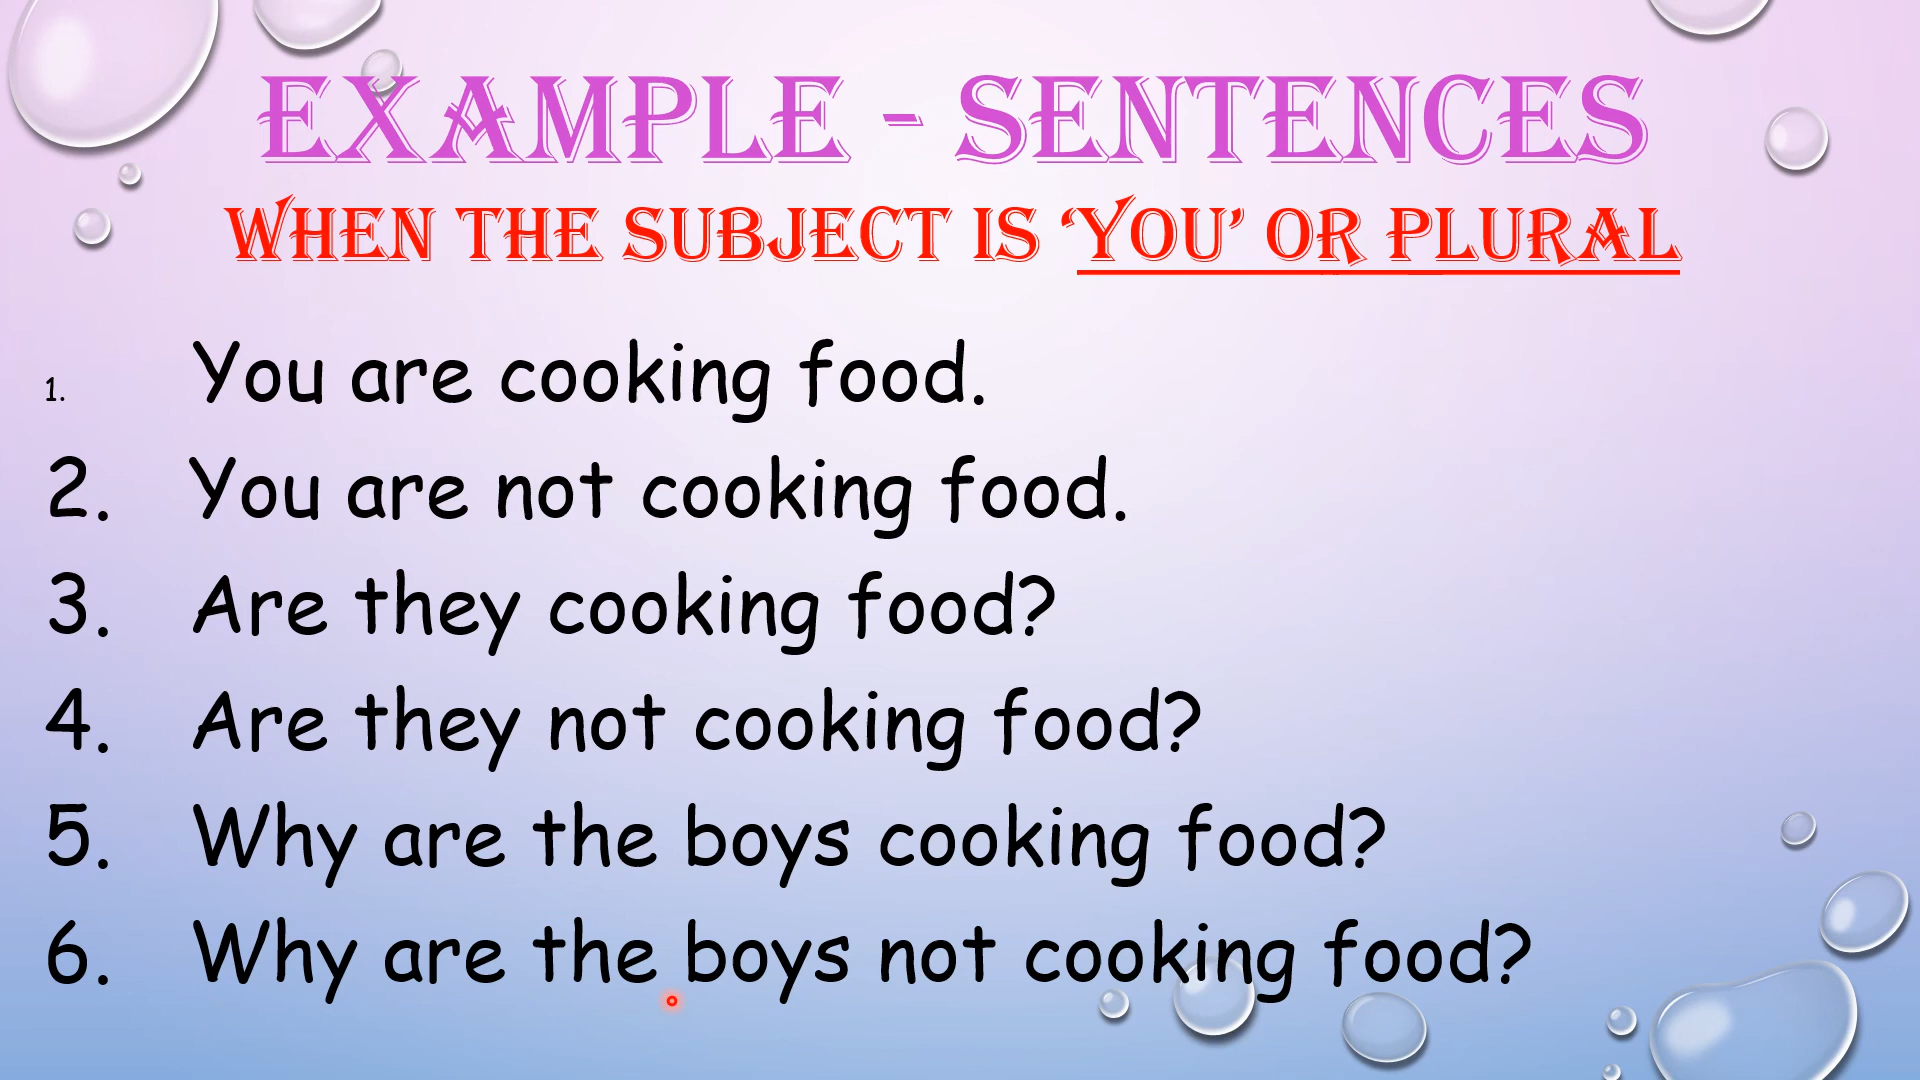 EXAMPLE - SENTENCES
WHEN THE SUBJECT IS ‘YOU’ OR PLURAL
1. You are cooking food.
2. You are not cooking food.
3. Are they cooking food?
4. Are they not cooking food?
5. Why are the boys cooking food?
6. Why are the boys not cooking food?